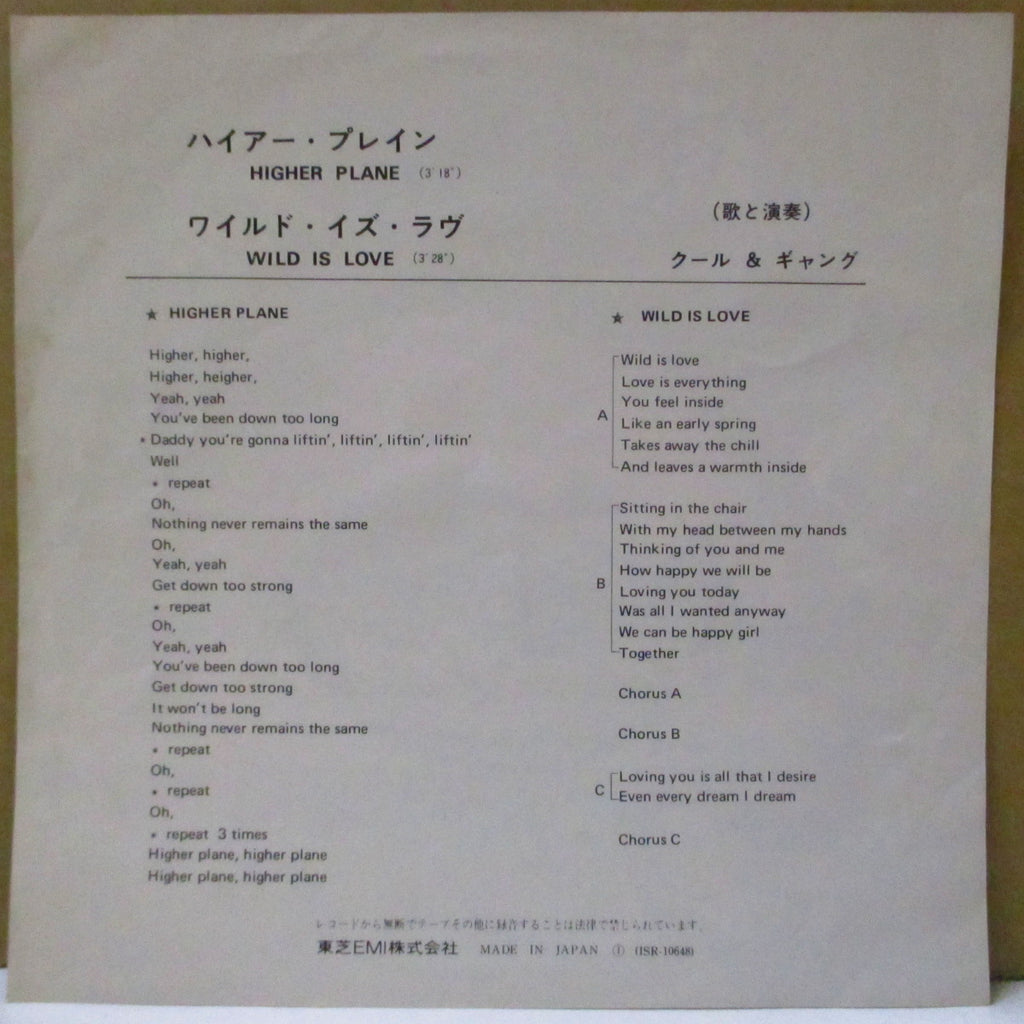 ハイアー・プレイン
HIGHER PLANE (3'18")
ワイルド・イズ・ラヴ
WILD IS LOVE (3'28")
(歌と演奏)
クール & ギャング
★ HIGHER PLANE
Higher, higher,
Higher, heigher,
Yeah, yeah
You've been down too long
* Daddy you're gonna liftin', liftin', liftin', liftin'
Well
* repeat
Oh,
Nothing never remains the same
Oh,
Yeah, yeah
Get down too strong
* repeat
Oh,
Yeah, yeah
You've been down too long
Get down too strong
It won't be long
Nothing never remains the same
* repeat
Oh,
* repeat
Oh,
* repeat 3 times
Higher plane, higher plane
Higher plane, higher plane
★ WILD IS LOVE
Wild is love
Love is everything
You feel inside
A
Like an early spring
Takes away the chill
And leaves a warmth inside
Sitting in the chair
With my head between my hands
Thinking of you and me
How happy we will be
B
Loving you today
Was all I wanted anyway
We can be happy girl
Together
Chorus A
Chorus B
C
Loving you is all that I desire
Even every dream I dream
Chorus C
レコードから無断でテープその他に録音することは法律で禁じられています。
東芝EMI株式会社 MADE IN JAPAN Ⓘ (ISR-10648)